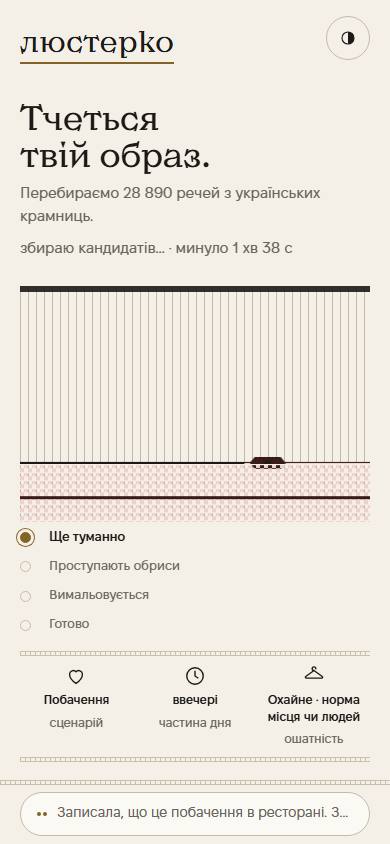 люстерко
Тчеться
твій образ.
Перебираємо 28 890 речей з українських
крамниць.
збираю кандидатів... · минуло 1 хв 38 с
Ще туманно
Проступають обриси
Вимальовується
Готово
Побачення
сценарій
ввечері
частина дня
Охайне · норма
місця чи людей
ошатність
Записала, що це побачення в ресторані. З...